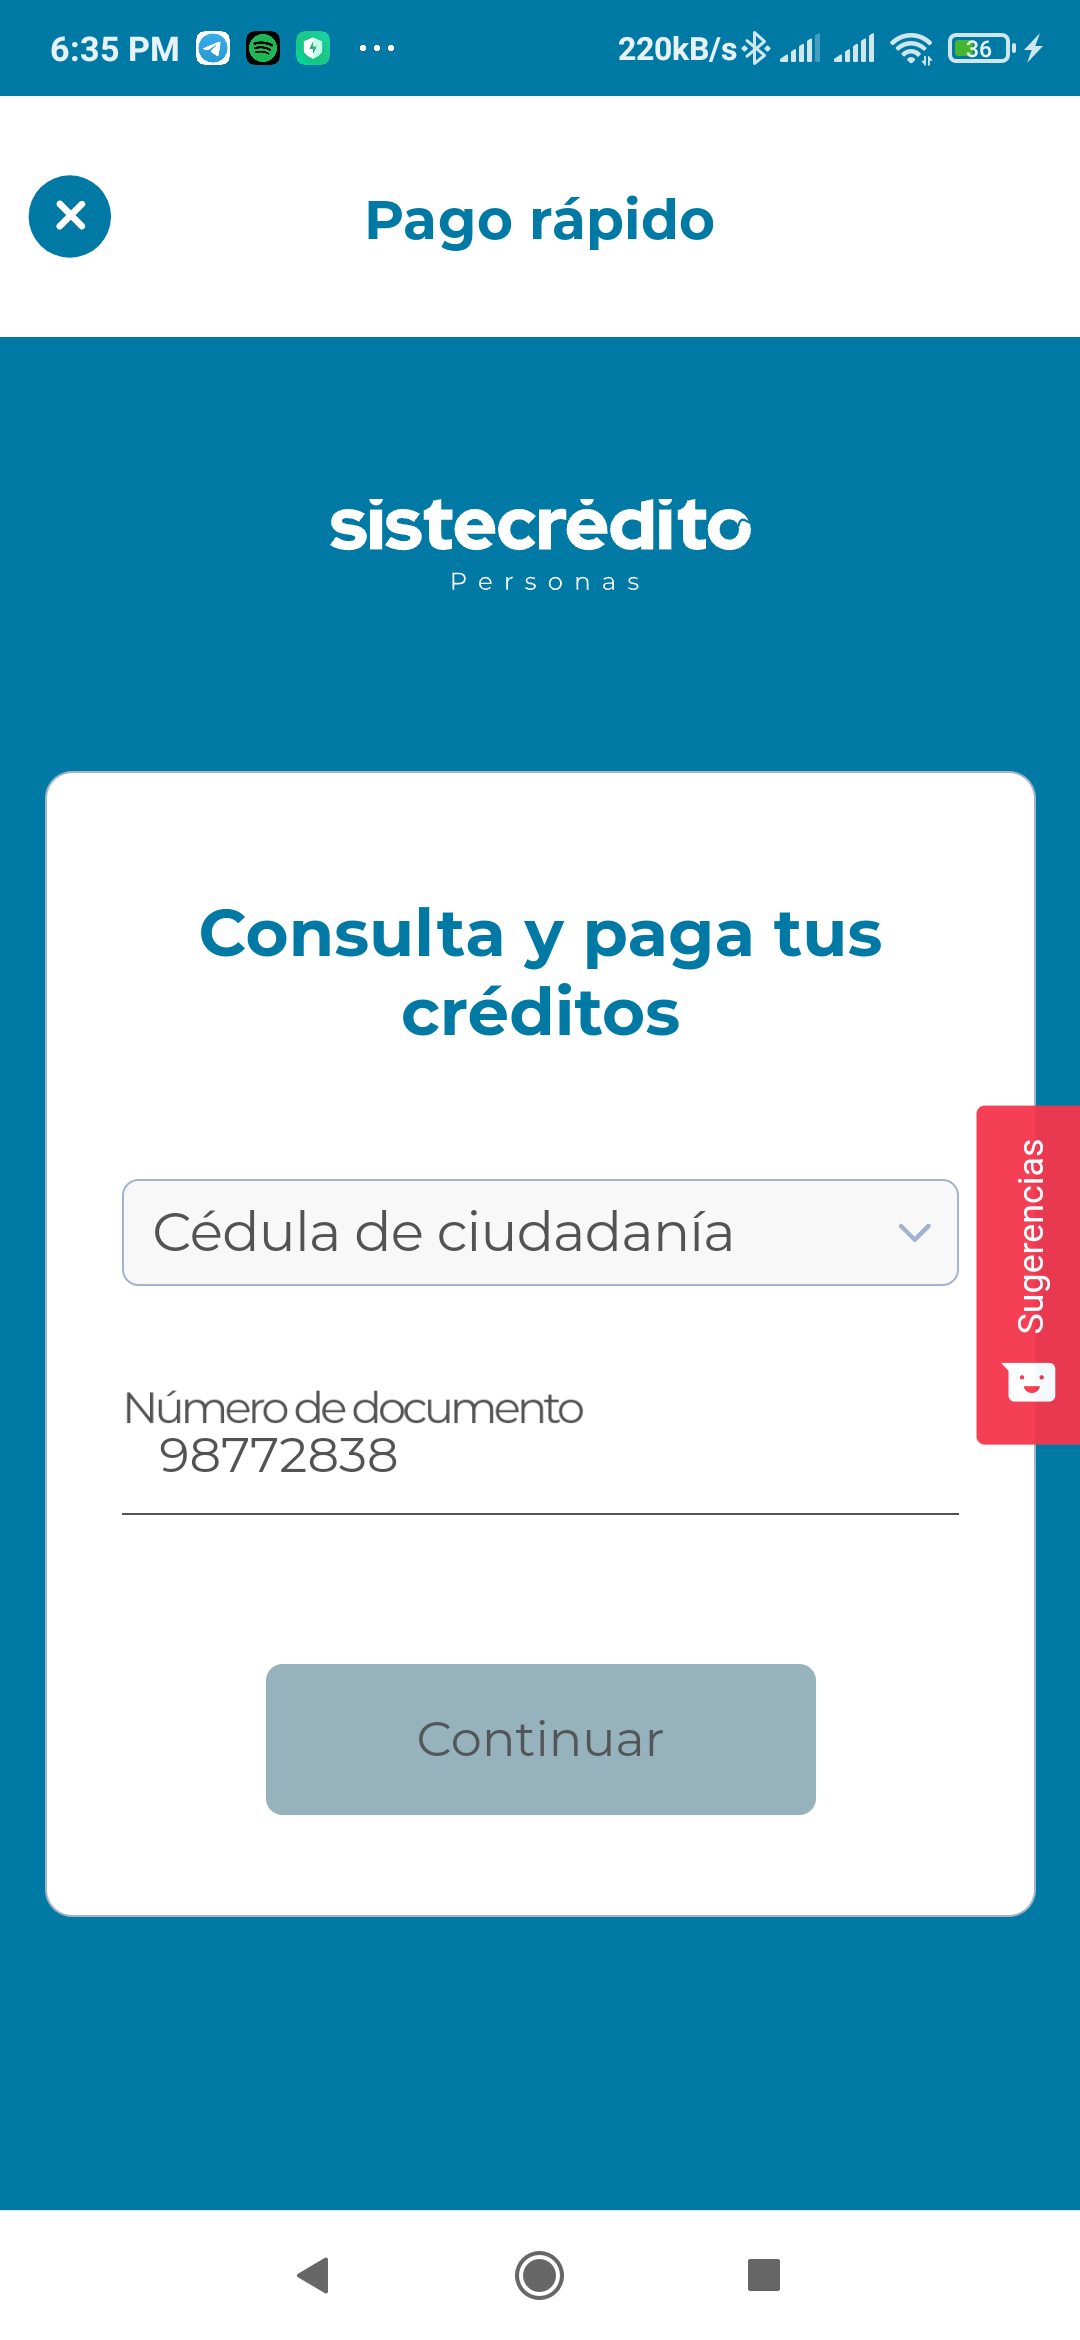 6:35 PM
220kB/s
36
Pago rápido
sistecrédito
Personas
Consulta y paga tus
créditos
Cédula de ciudadanía
Sugerencias
Número de documento
98772838
Continuar